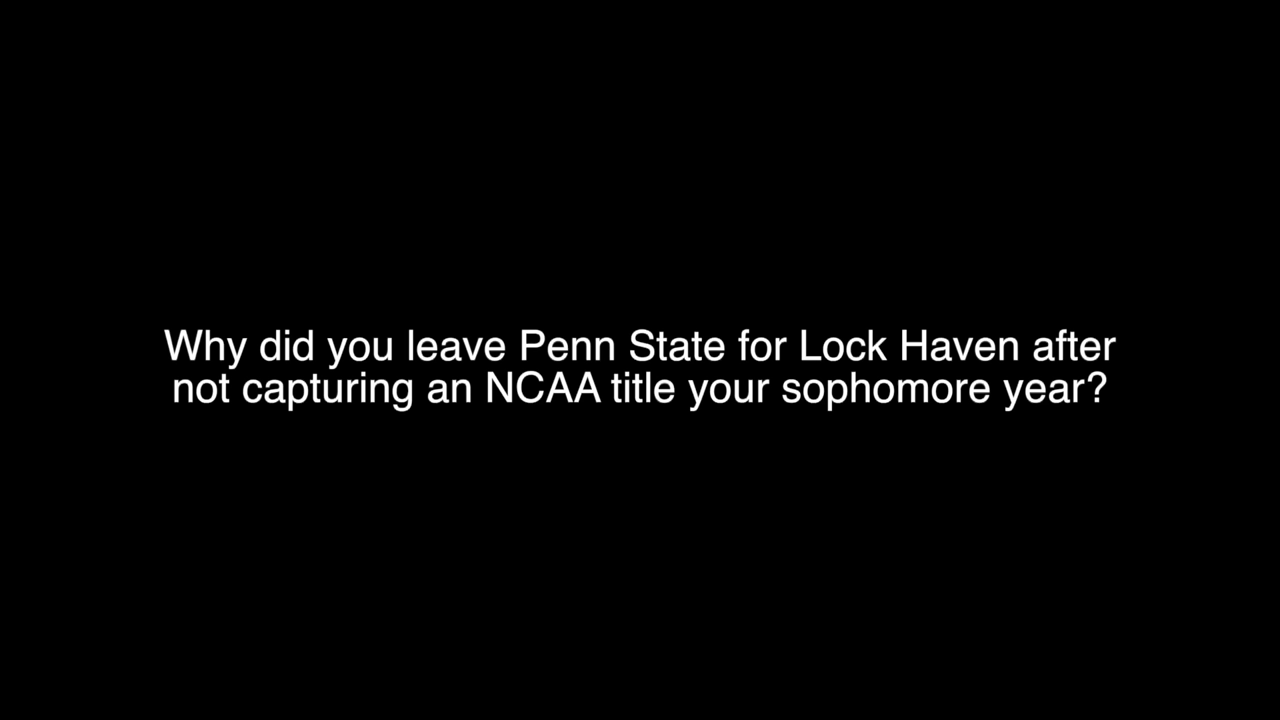 Why did you leave Penn State for Lock Haven after
not capturing an NCAA title your sophomore year?